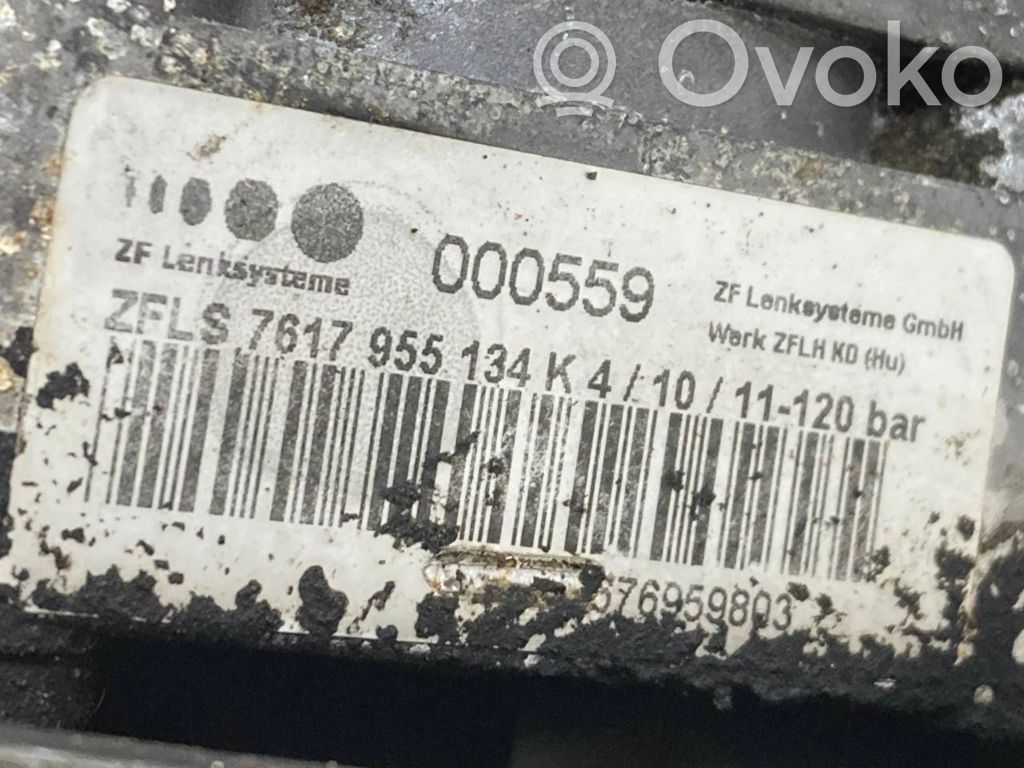 Ovoko
ZF Lenksysteme
000559
ZF Lenksysteme GmbH
Werk ZFLH KD (Hu)
ZFLS 7617 955 134 K 4 / 10 / 11-120 bar